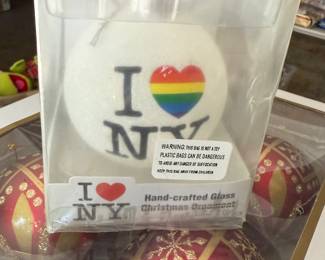 I
NY
WARNING: THIS BAG IS NOT A TOY
PLASTIC BAGS CAN BE DANGEROUS
TO AVOID ANY DANGER OF SUFFOCATION
KEEP THIS BAG AWAY FROM CHILDREN
I
NY
Hand-crafted Glass
Christmas Ornament